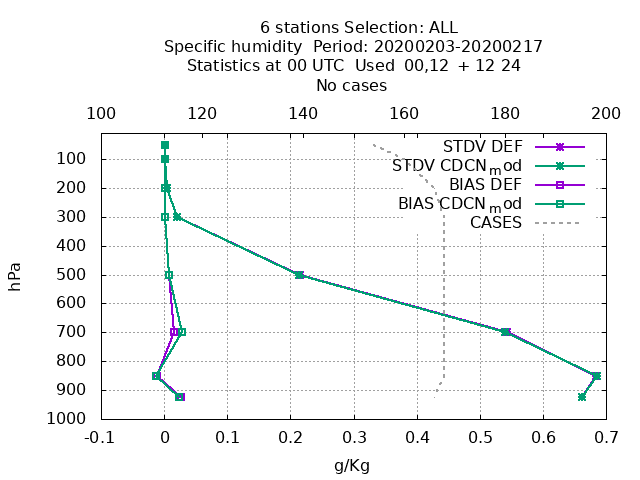 6 stations Selection: ALL
Specific humidity  Period: 20200203-20200217
Statistics at 00 UTC  Used  00,12  + 12 24
No cases
100 120 140 160 180 200
STDV DEF
STDV CDCNmod
BIAS DEF
BIAS CDCNmod
CASES
100
200
300
400
500
600
700
800
900
1000
hPa
-0.1 0 0.1 0.2 0.3 0.4 0.5 0.6 0.7
g/Kg